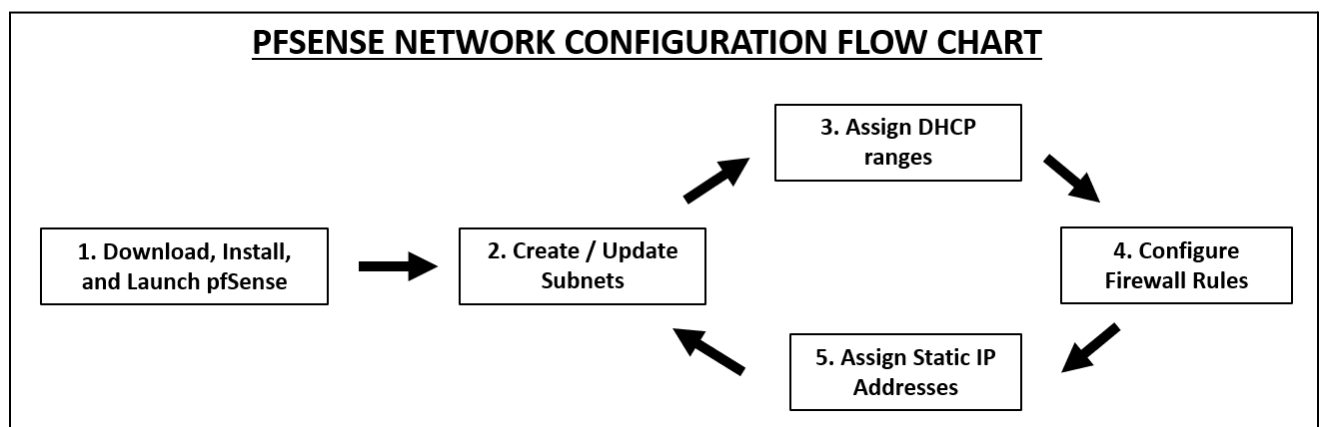 PFSENSE NETWORK CONFIGURATION FLOW CHART
1. Download, Install,
and Launch pfSense
2. Create / Update
Subnets
3. Assign DHCP
ranges
4. Configure
Firewall Rules
5. Assign Static IP
Addresses